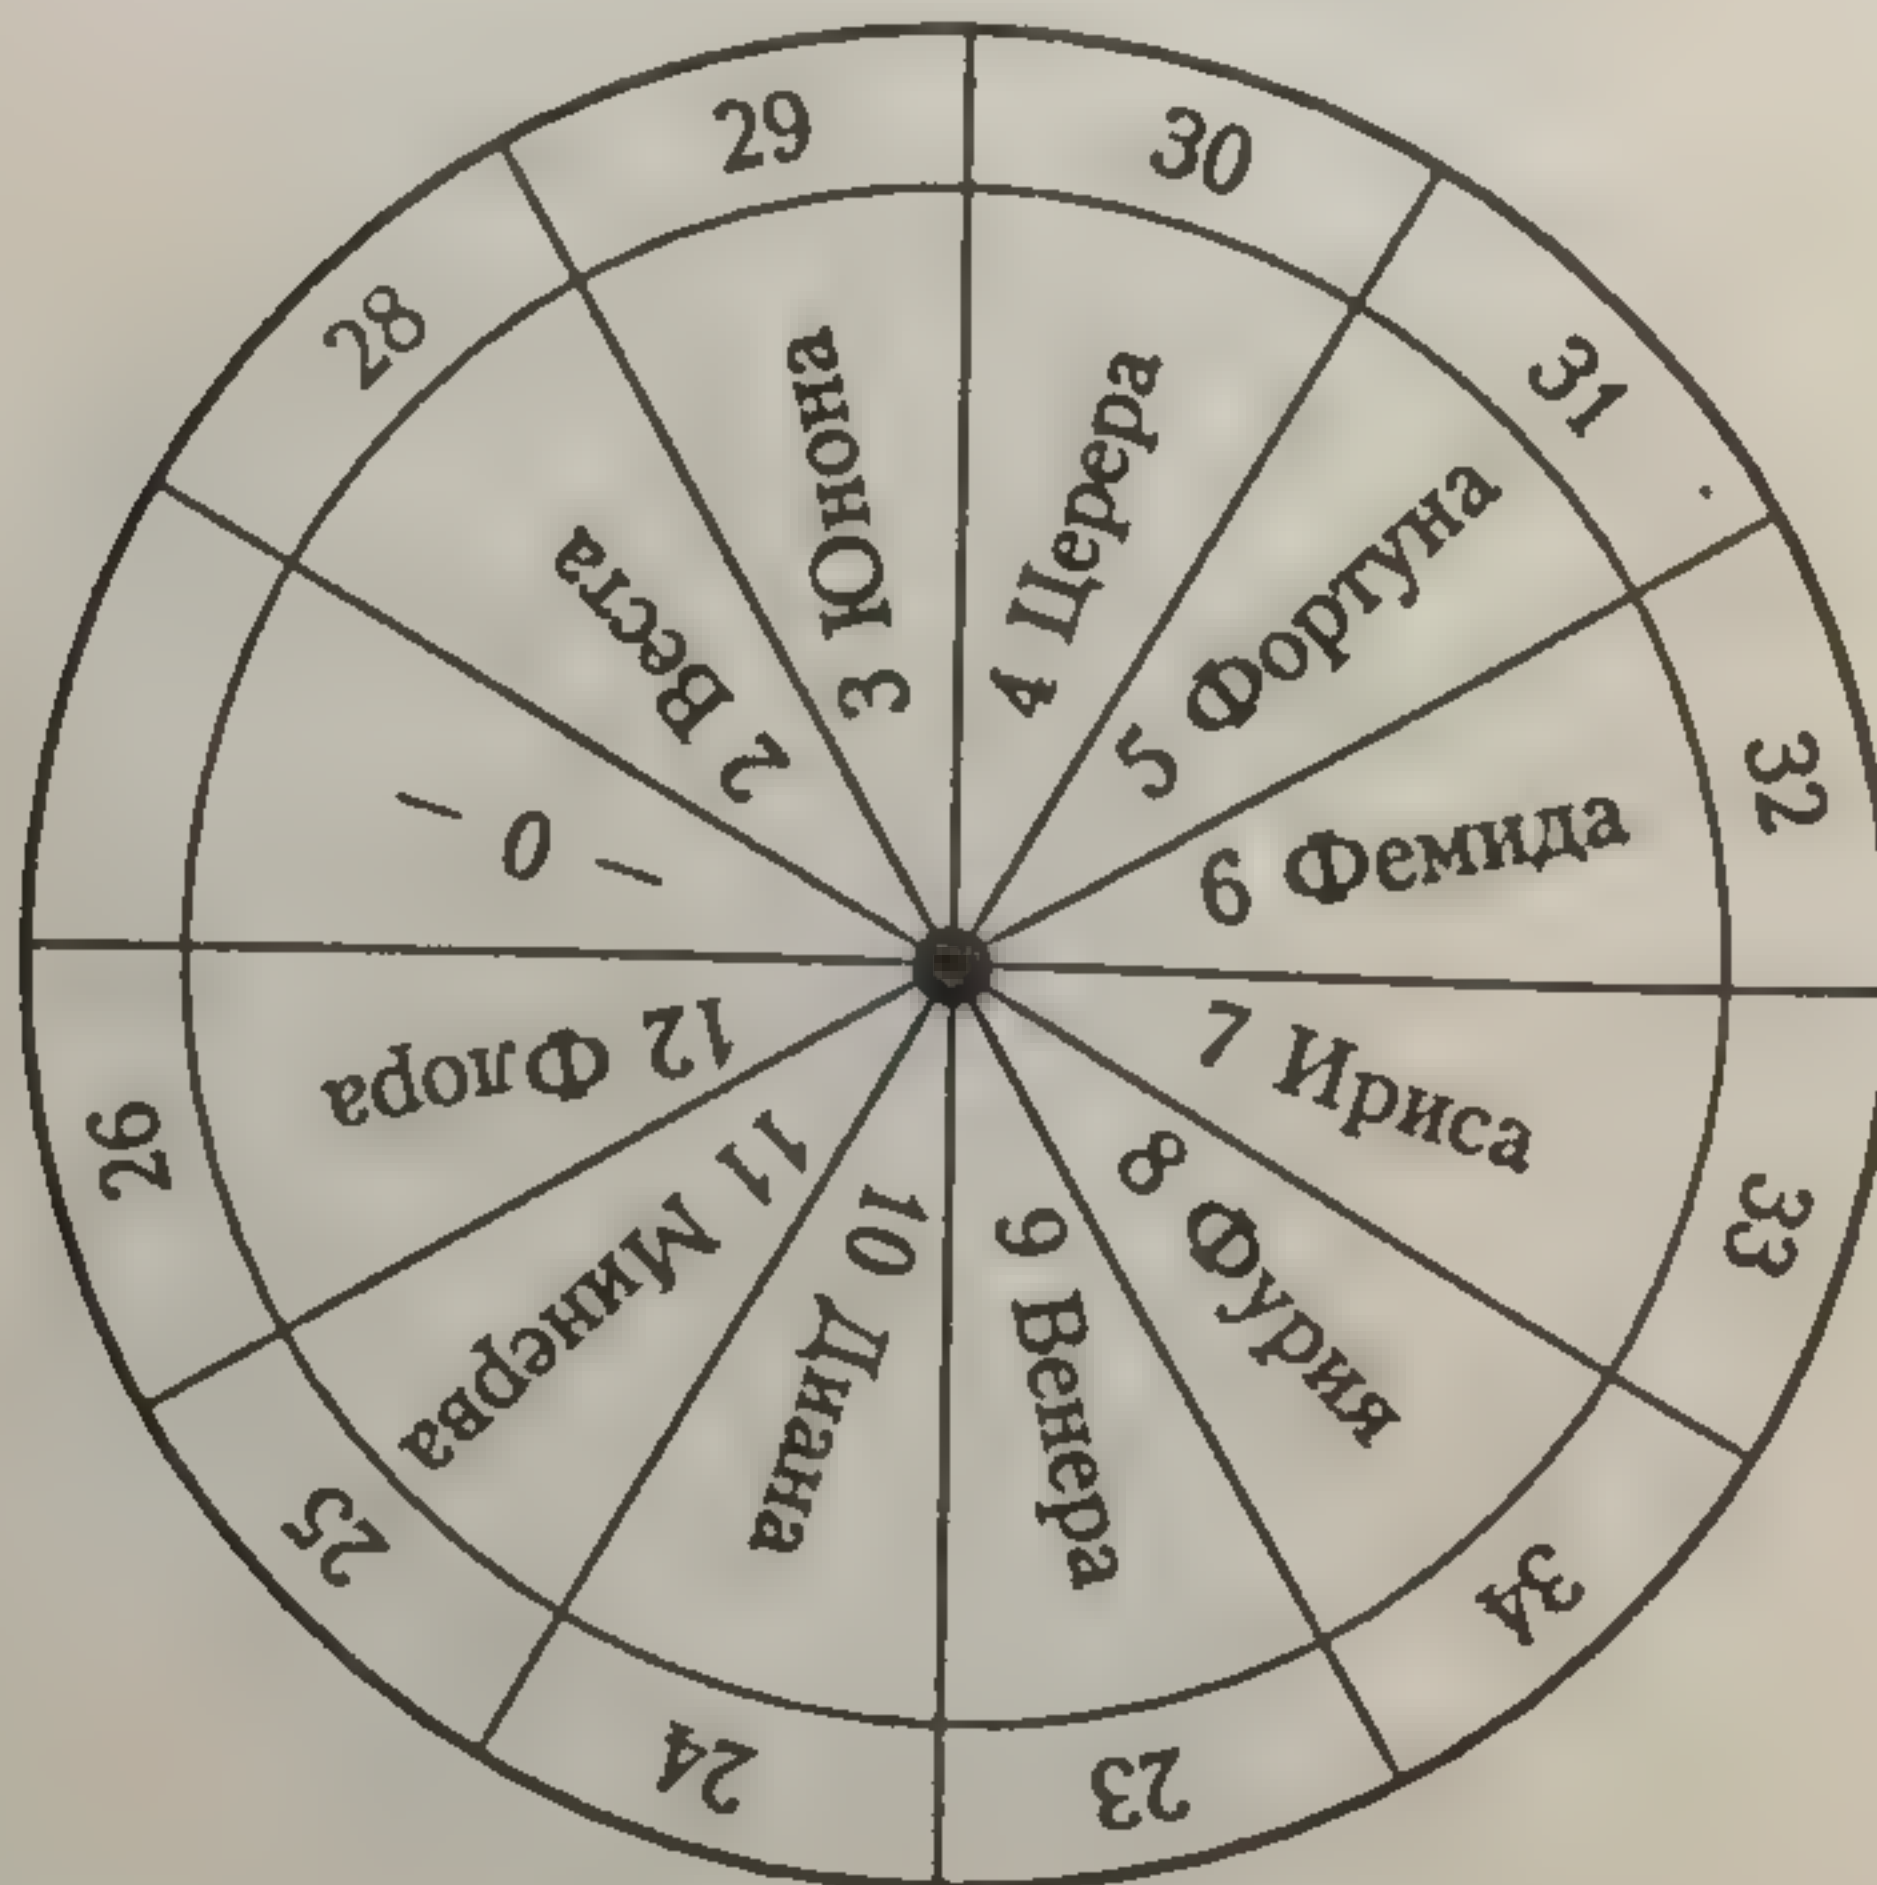 29
30
31
32
33
34
23
24
25
26
28
– 0 –
2 Веста
3 Юнона
4 Церера
5 Фортуна
6 Фемида
7 Ириса
8 Фурия
9 Венера
10 Диана
11 Минерва
12 Флора